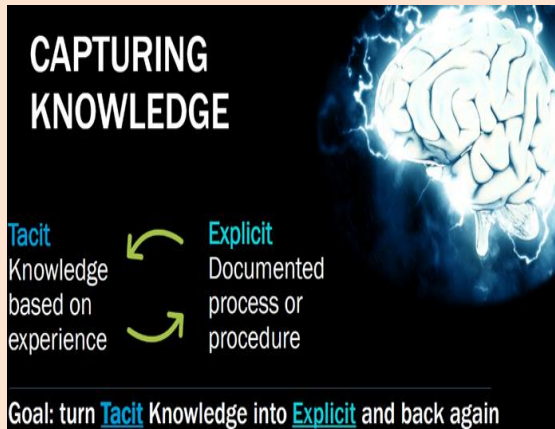 CAPTURING
KNOWLEDGE
Tacit
Knowledge
based on
experience
Explicit
Documented
process or
procedure
Goal: turn Tacit Knowledge into Explicit and back again